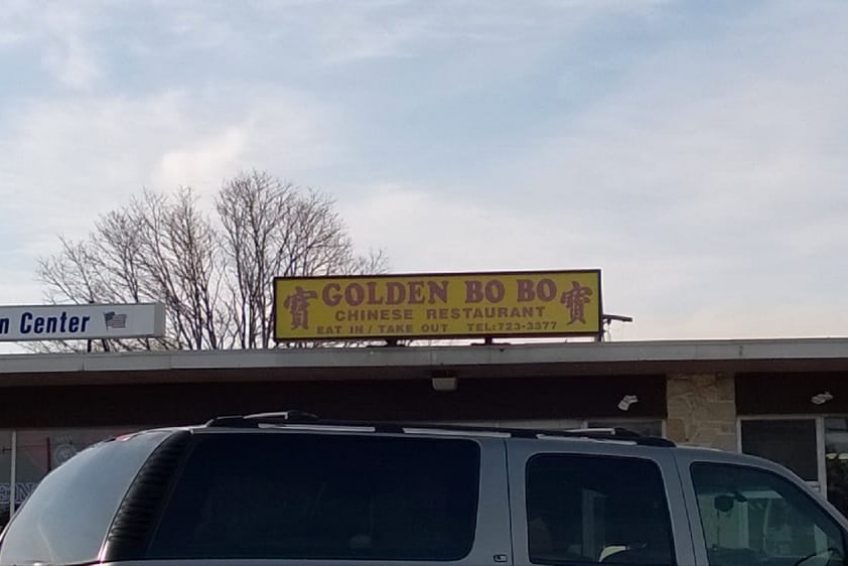 n Center
寶 GOLDEN BO BO 寶
CHINESE RESTAURANT
EAT IN / TAKE OUT TEL:723-3377